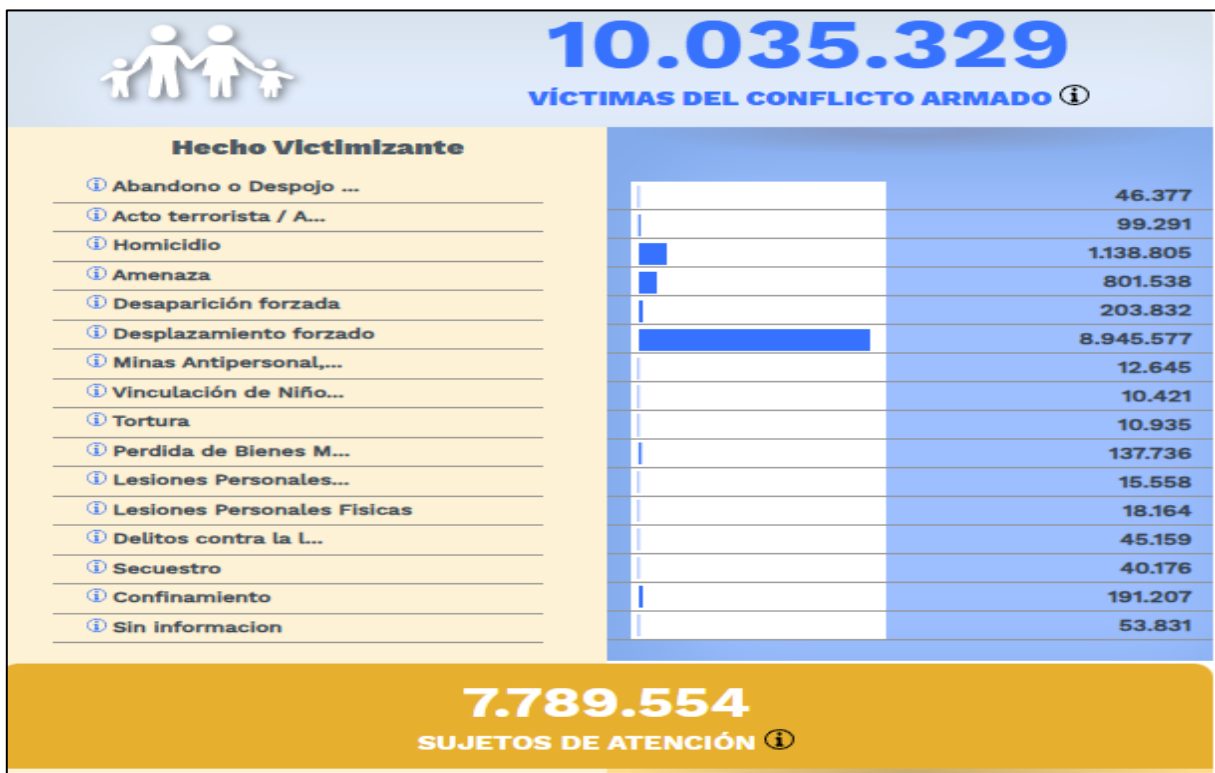 10.035.329
VÍCTIMAS DEL CONFLICTO ARMADO
Hecho Victimizante
Abandono o Despojo ... 46.377
Acto terrorista / A... 99.291
Homicidio 1.138.805
Amenaza 801.538
Desaparición forzada 203.832
Desplazamiento forzado 8.945.577
Minas Antipersonal,... 12.645
Vinculación de Niño... 10.421
Tortura 10.935
Perdida de Bienes M... 137.736
Lesiones Personales... 15.558
Lesiones Personales Fisicas 18.164
Delitos contra la l... 45.159
Secuestro 40.176
Confinamiento 191.207
Sin informacion 53.831
7.789.554
SUJETOS DE ATENCIÓN